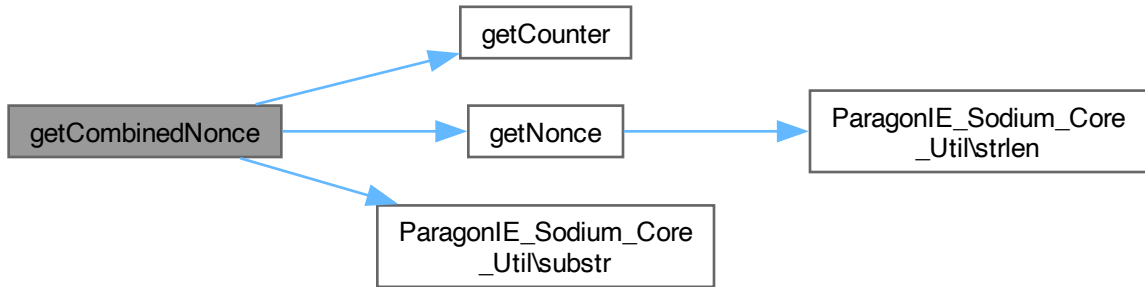 getCounter
getCombinedNonce
getNonce
ParagonIE_Sodium_Core
_Util\strlen
ParagonIE_Sodium_Core
_Util\substr